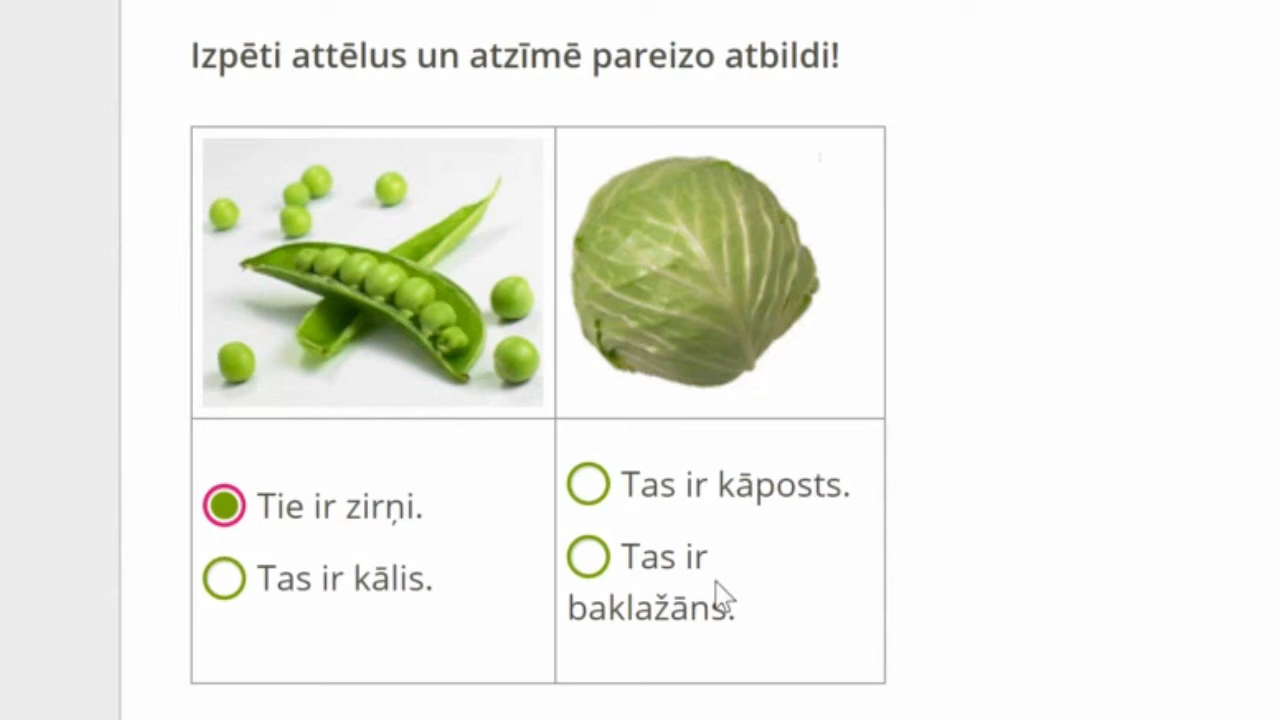 Izpēti attēlus un atzīmē pareizo atbildi!
Tie ir zirņi.
Tas ir kālis.
Tas ir kāposts.
Tas ir
baklažāns.